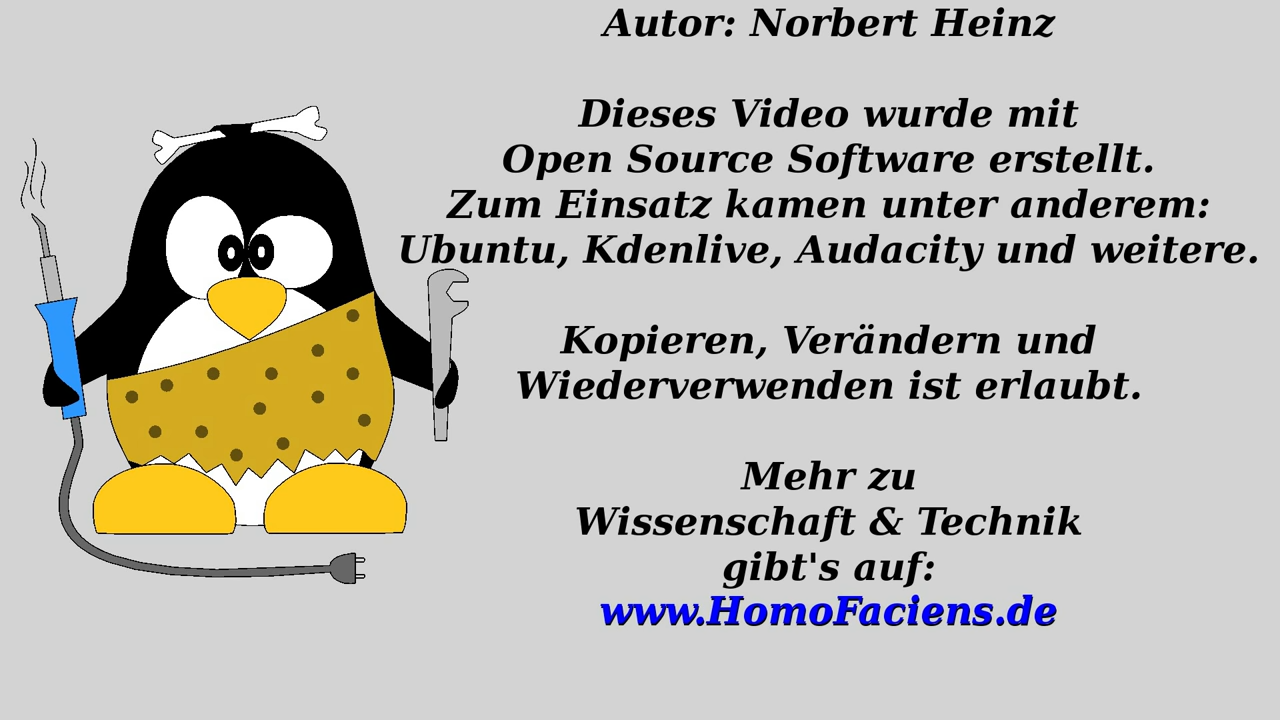 Autor: Norbert Heinz
Dieses Video wurde mit
Open Source Software erstellt.
Zum Einsatz kamen unter anderem:
Ubuntu, Kdenlive, Audacity und weitere.
Kopieren, Verändern und
Wiederverwenden ist erlaubt.
Mehr zu
Wissenschaft & Technik
gibt's auf:
www.HomoFaciens.de